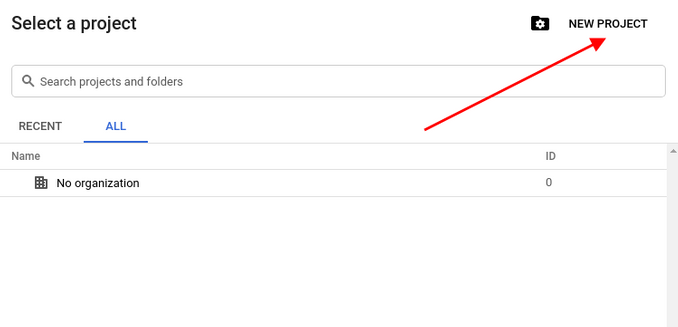 Select a project
NEW PROJECT
Search projects and folders
RECENT
ALL
Name ID
No organization 0